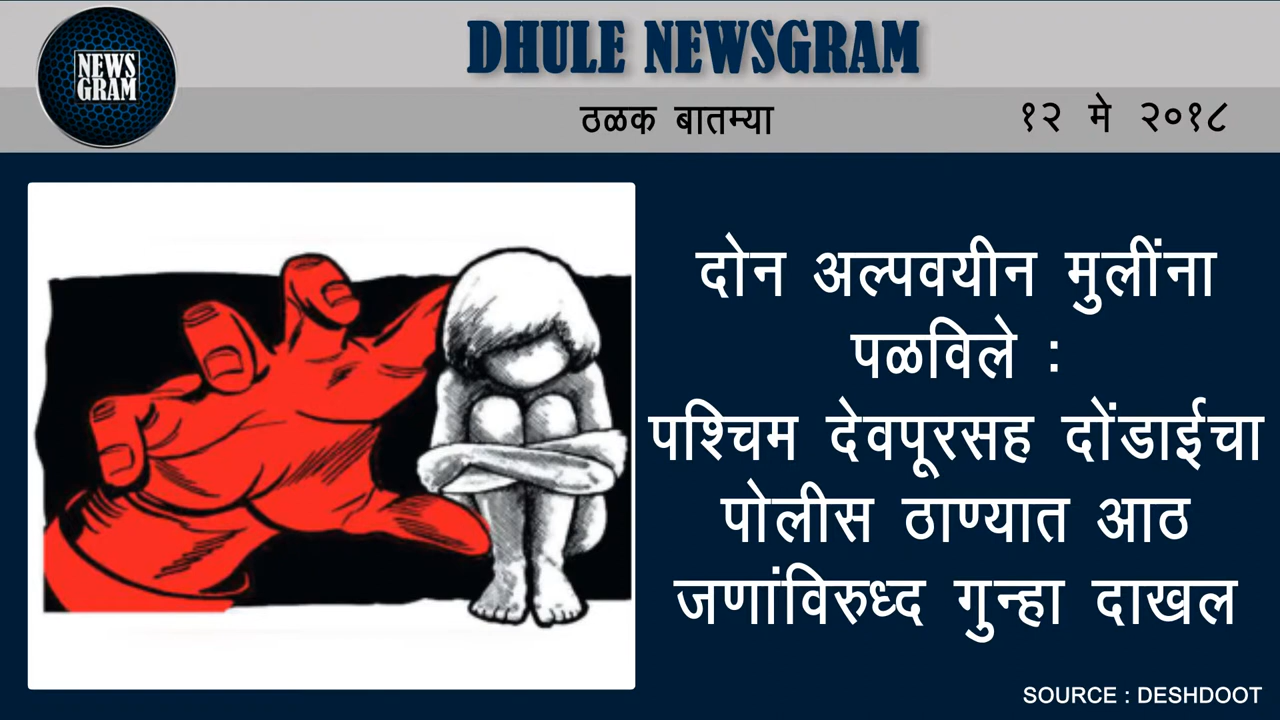 NEWS
GRAM
DHULE NEWSGRAM
ठळक बातम्या
१२ मे २०१८
दोन अल्पवयीन मुलींना
पळविले :
पश्चिम देवपूरसह दोंडाईचा
पोलीस ठाण्यात आठ
जणांविरुध्द गुन्हा दाखल
SOURCE : DESHDOOT